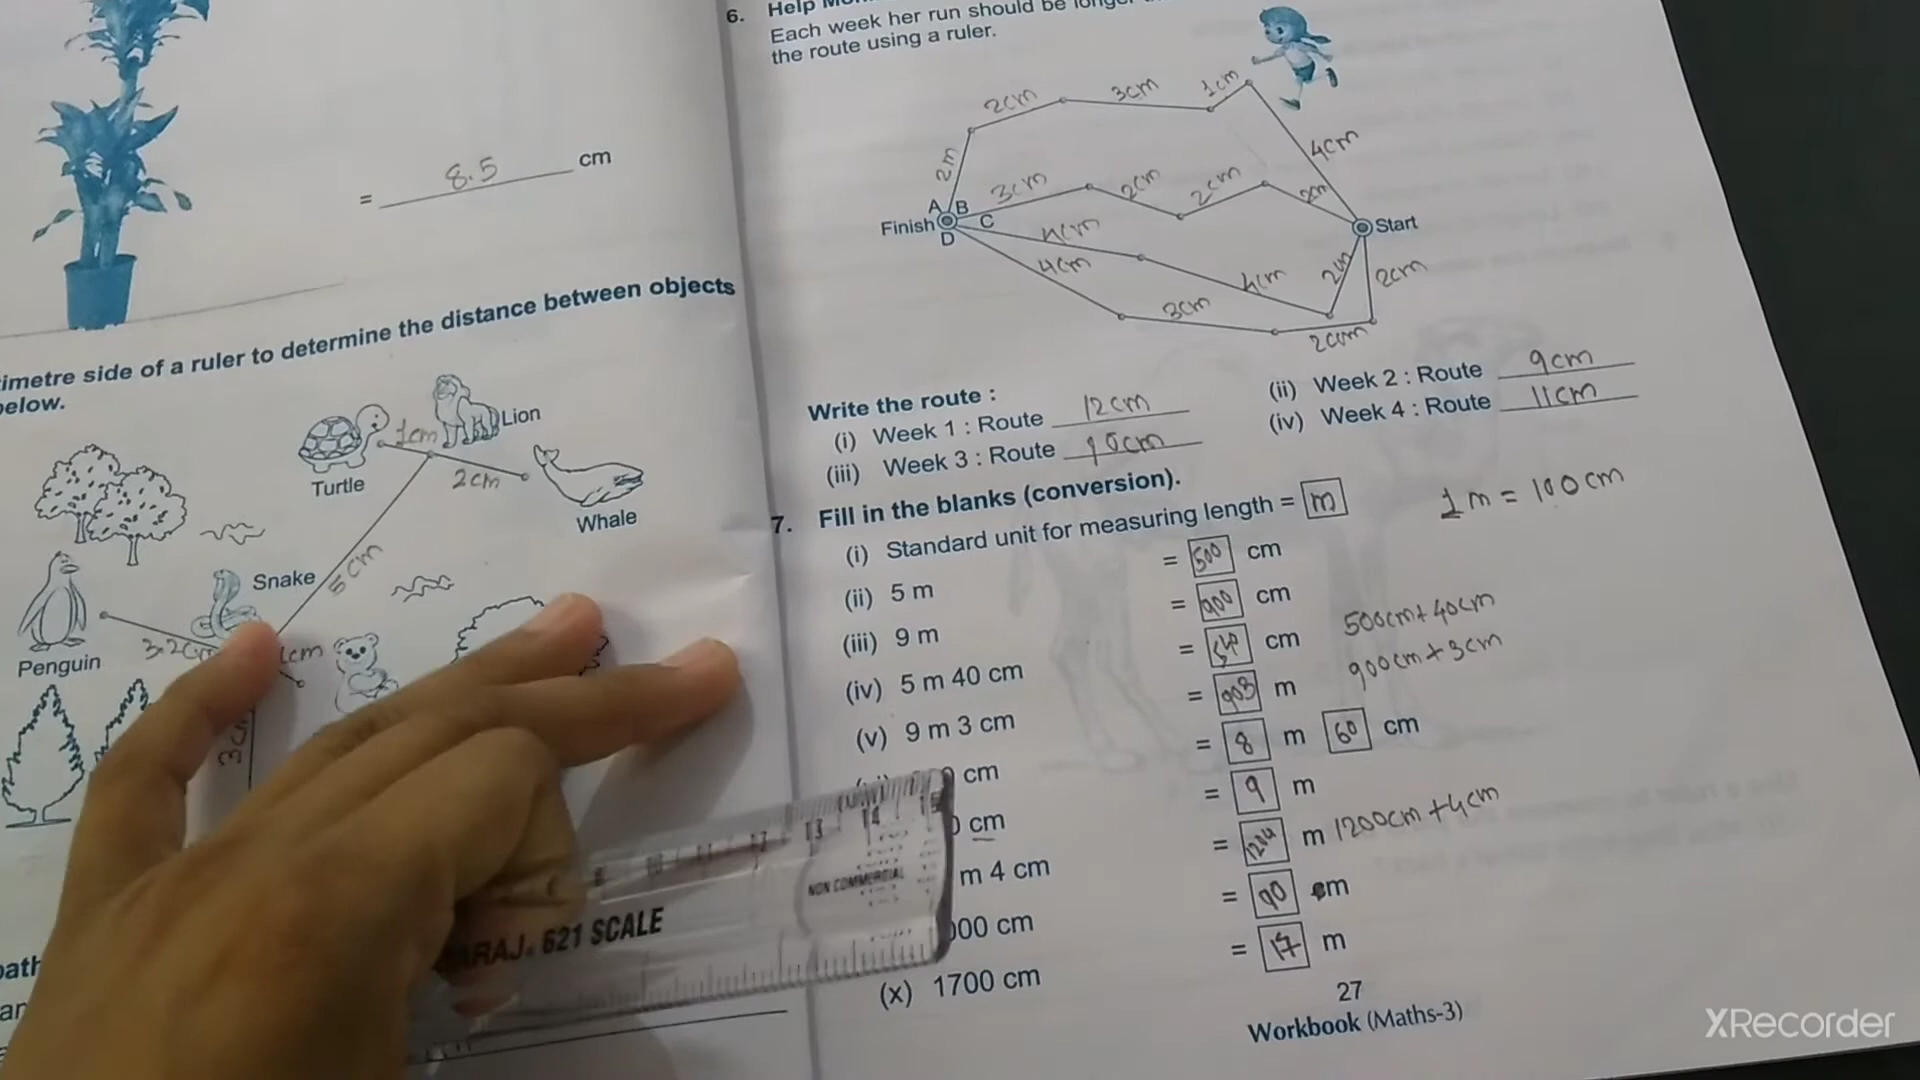 = 8.5 cm
imetre side of a ruler to determine the distance between objects
elow.
Lion
1cm
2cm
Turtle
Whale
Snake
5cm
Penguin
3.2cm
1cm
6. Help
Each week her run should be longer
the route using a ruler.
2cm 3cm 1cm
4cm
3cm 2cm 2cm
A B
Finish C
D
Start
4cm
4cm
4cm
2cm
3cm
2cm
Write the route :
(i) Week 1 : Route 12cm
(ii) Week 2 : Route 9cm
(iii) Week 3 : Route 10cm
(iv) Week 4 : Route 11cm
7. Fill in the blanks (conversion).
(i) Standard unit for measuring length = m
1m = 100cm
(ii) 5 m = 500 cm
(iii) 9 m = 900 cm
(iv) 5 m 40 cm = cm 500cm+40cm
(v) 9 m 3 cm = 903 m 900cm+3cm
cm = 8 m 60 cm
cm = 9 m
m 4 cm = 1204 m 1200cm+4cm
00 cm = 90 cm
(x) 1700 cm = 17 m
27
Workbook (Maths-3)
12 13 14 15
NON COMMERCIAL
621 SCALE
XRecorder